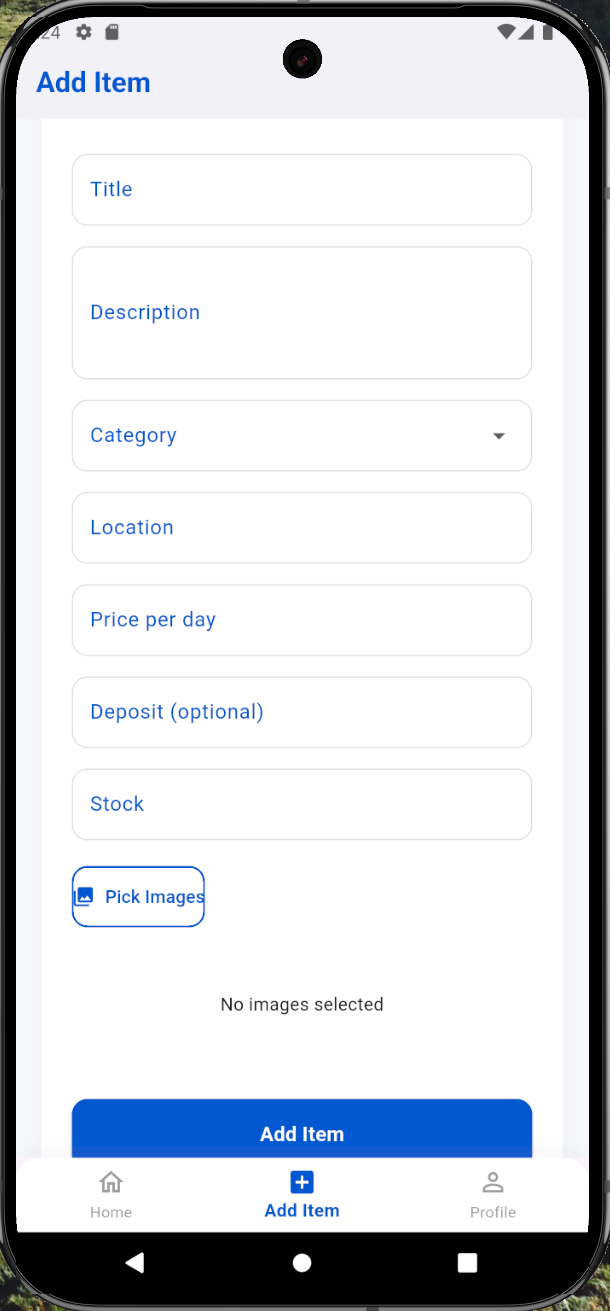 :24
Add Item
Title
Description
Category
Location
Price per day
Deposit (optional)
Stock
Pick Images
No images selected
Add Item
Home
Add Item
Profile